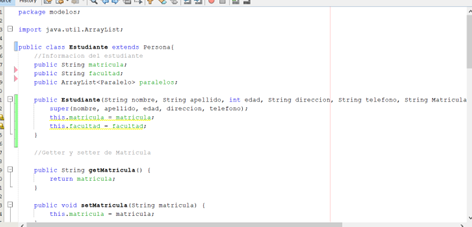 History
package modelos;
import java.util.ArrayList;
public class Estudiante extends Persona{
//Informacion del estudiante
public String matricula;
public String facultad;
public ArrayList<Paralelo> paralelos;
public Estudiante(String nombre, String apellido, int edad, String direccion, String telefono, String Matricula
super(nombre, apellido, edad, direccion, telefono);
this.matricula = matricula;
this.facultad = facultad;
}
//Getter y setter de Matricula
public String getMatricula() {
return matricula;
}
public void setMatricula(String matricula) {
this.matricula = matricula;